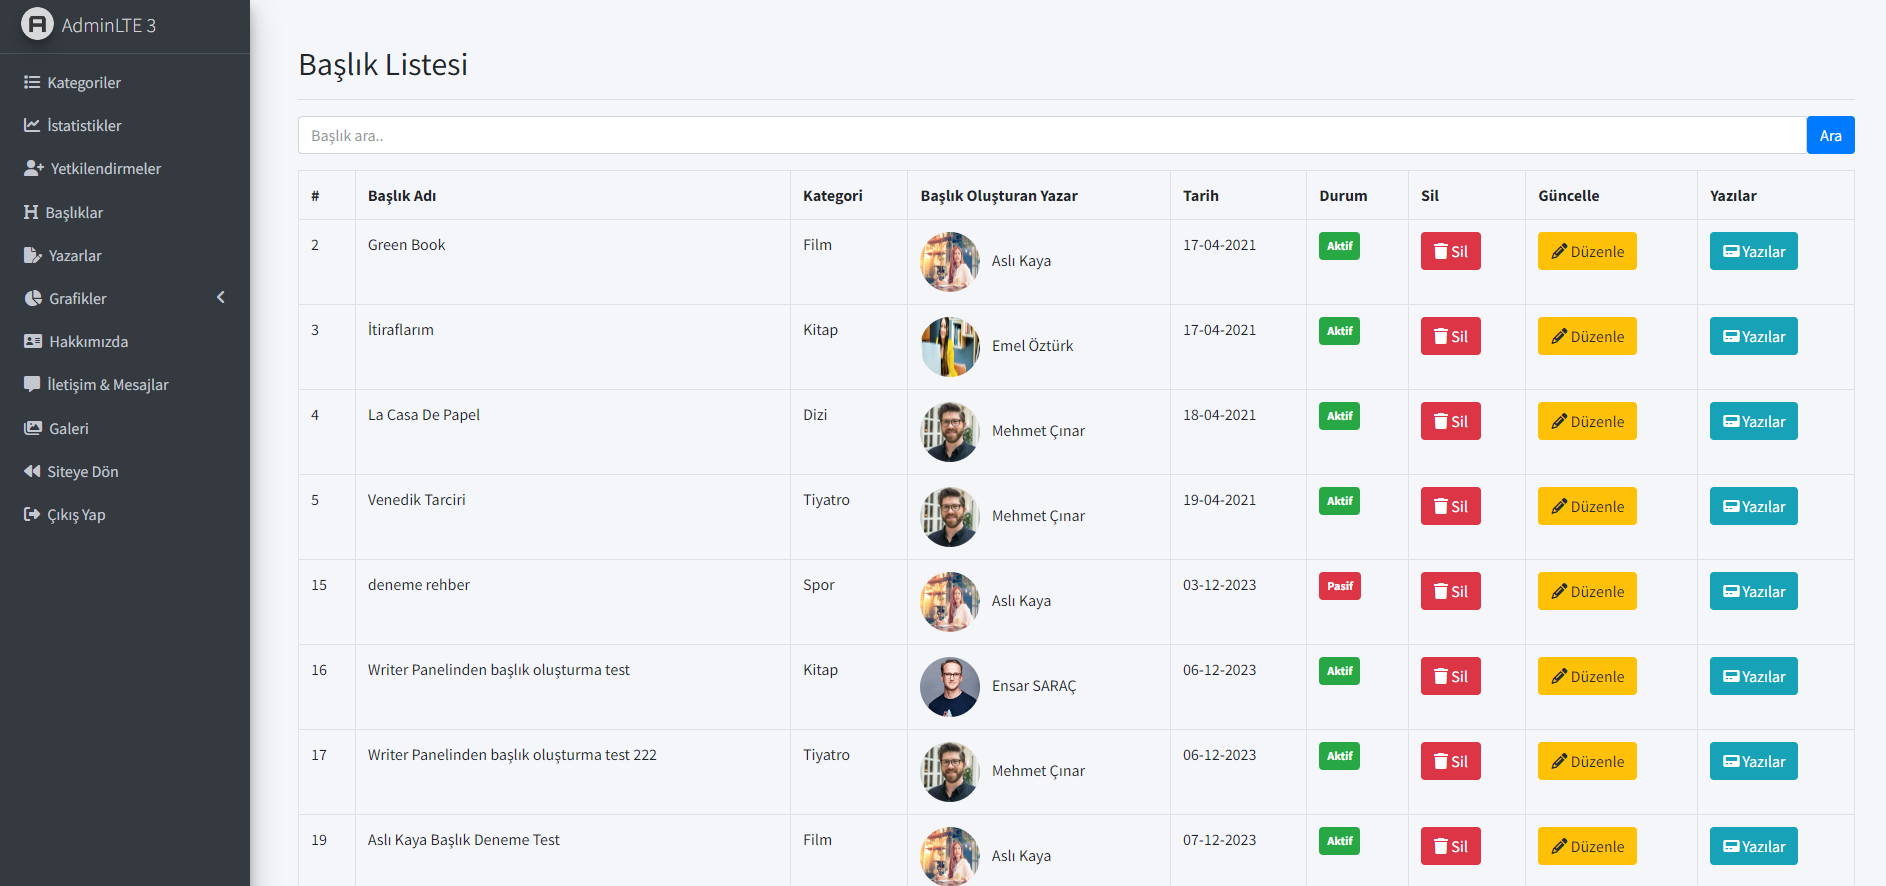 AdminLTE 3
Kategoriler
İstatistikler
Yetkilendirmeler
Başlıklar
Yazarlar
Grafikler
Hakkımızda
İletişim & Mesajlar
Galeri
Siteye Dön
Çıkış Yap
Başlık Listesi
Başlık ara.. Ara
# Başlık Adı Kategori Başlık Oluşturan Yazar Tarih Durum Sil Güncelle Yazılar
2 Green Book Film Aslı Kaya 17-04-2021 Aktif Sil Düzenle Yazılar
3 İtiraflarım Kitap Emel Öztürk 17-04-2021 Aktif Sil Düzenle Yazılar
4 La Casa De Papel Dizi Mehmet Çınar 18-04-2021 Aktif Sil Düzenle Yazılar
5 Venedik Tarciri Tiyatro Mehmet Çınar 19-04-2021 Aktif Sil Düzenle Yazılar
15 deneme rehber Spor Aslı Kaya 03-12-2023 Pasif Sil Düzenle Yazılar
16 Writer Panelinden başlık oluşturma test Kitap Ensar SARAÇ 06-12-2023 Aktif Sil Düzenle Yazılar
17 Writer Panelinden başlık oluşturma test 222 Tiyatro Mehmet Çınar 06-12-2023 Aktif Sil Düzenle Yazılar
19 Aslı Kaya Başlık Deneme Test Film Aslı Kaya 07-12-2023 Aktif Sil Düzenle Yazılar